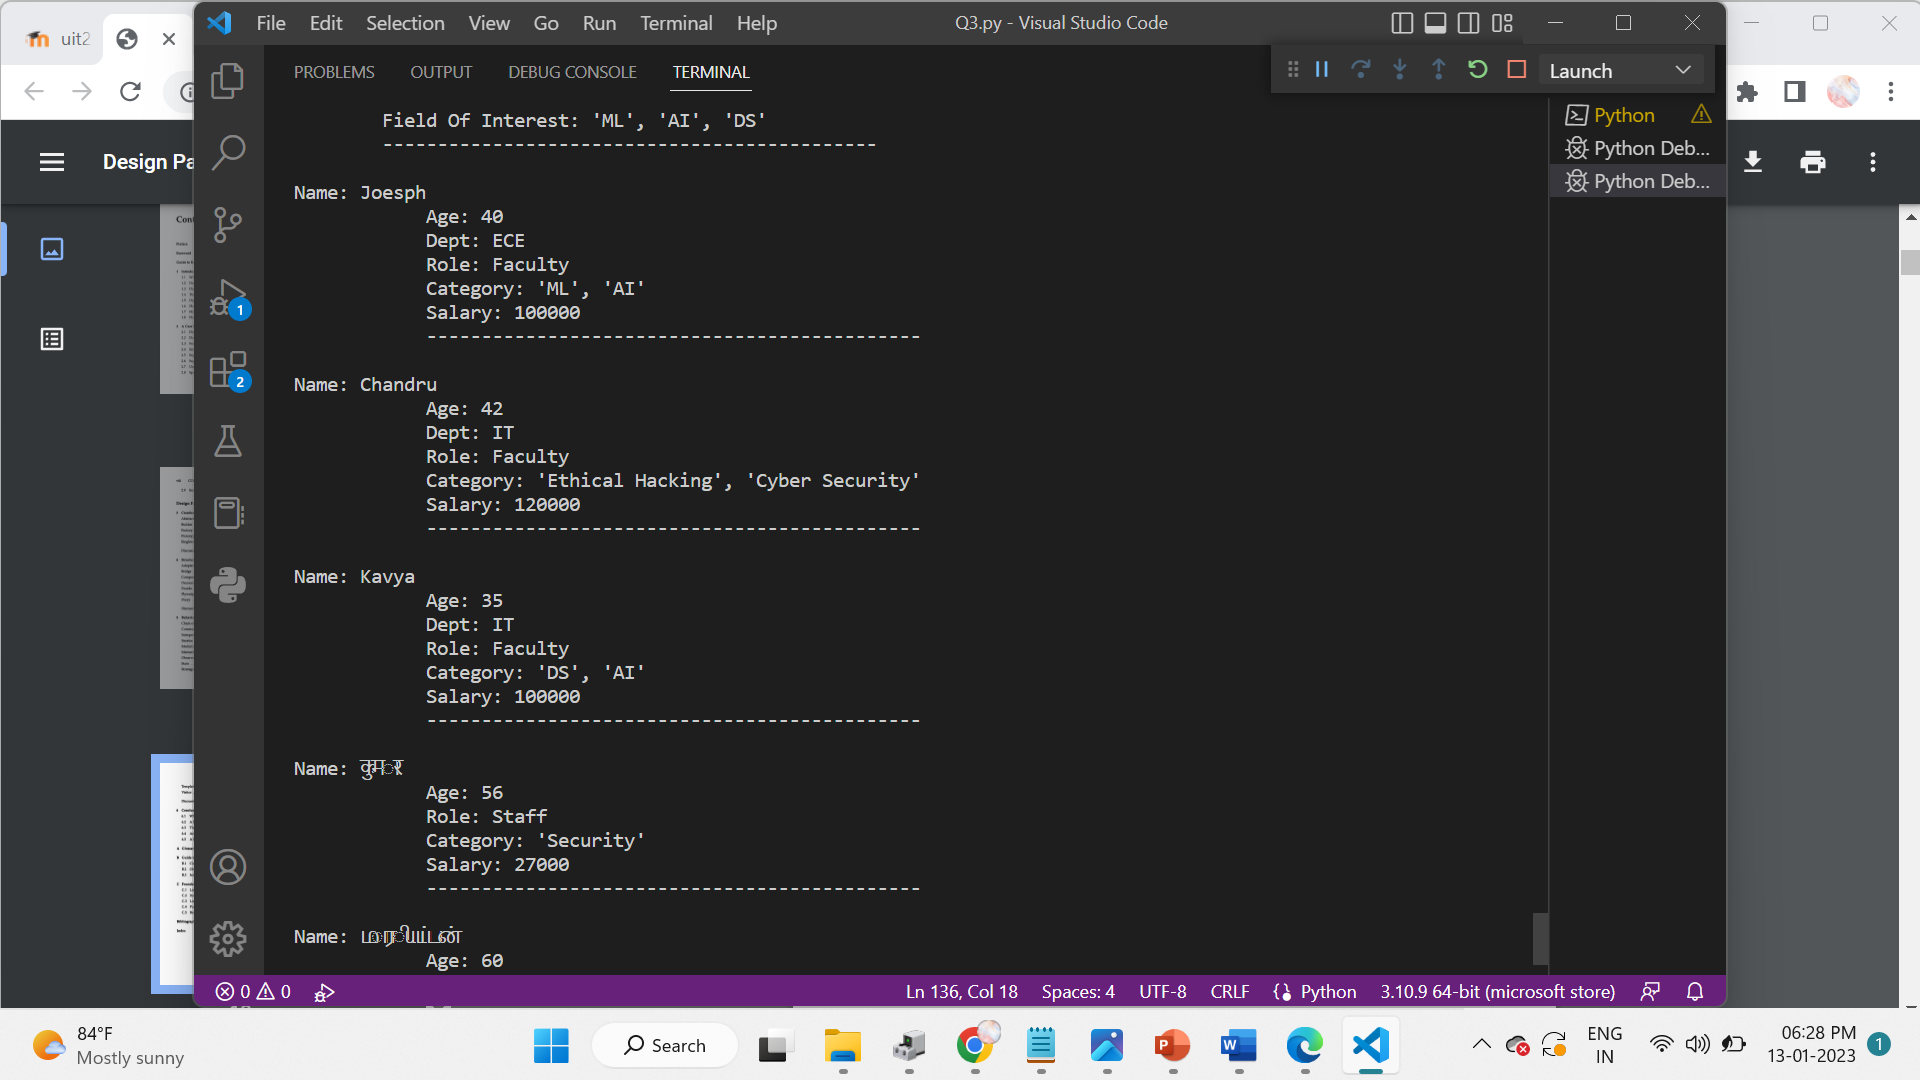 uit2
File Edit Selection View Go Run Terminal Help
Q3.py - Visual Studio Code
PROBLEMS OUTPUT DEBUG CONSOLE TERMINAL
Launch
Design Pa
Python
Python Deb...
Python Deb...
Field Of Interest: 'ML', 'AI', 'DS'
---------------------------------------------
Name: Joesph
Age: 40
Dept: ECE
Role: Faculty
Category: 'ML', 'AI'
Salary: 100000
---------------------------------------------
Name: Chandru
Age: 42
Dept: IT
Role: Faculty
Category: 'Ethical Hacking', 'Cyber Security'
Salary: 120000
---------------------------------------------
Name: Kavya
Age: 35
Dept: IT
Role: Faculty
Category: 'DS', 'AI'
Salary: 100000
---------------------------------------------
Name: कुमार
Age: 56
Role: Staff
Category: 'Security'
Salary: 27000
---------------------------------------------
Name:
Age: 60
1
2
0 0
Ln 136, Col 18 Spaces: 4 UTF-8 CRLF Python 3.10.9 64-bit (microsoft store)
84°F
Mostly sunny
Search
ENG
IN
06:28 PM
13-01-2023
1